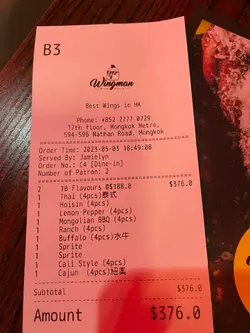 B3
Wingman
Best Wings in HK
Phone: +852 2777 0729
17th floor, Mongkok Metro,
594-596 Nathan Road, Mongkok
Order Time: 2023-05-03 18:49:08
Served By: Jamielyn
Order No.: C4 [Dine-in]
Number of Patron: 2
2 10 Flavours @$188.0 $376.0
1 Thai (4pcs)泰式
1 Hoisin (4pcs)
1 Lemon Pepper (4pcs)
1 Mongolian BBQ (4pcs)
1 Ranch (4pcs)
1 Buffalo (4pcs)水牛
1 Sprite
1 Sprite
1 Cali Style (4pcs)
1 Cajun (4pcs)紐奧
Subtotal $376.0
Amount $376.0